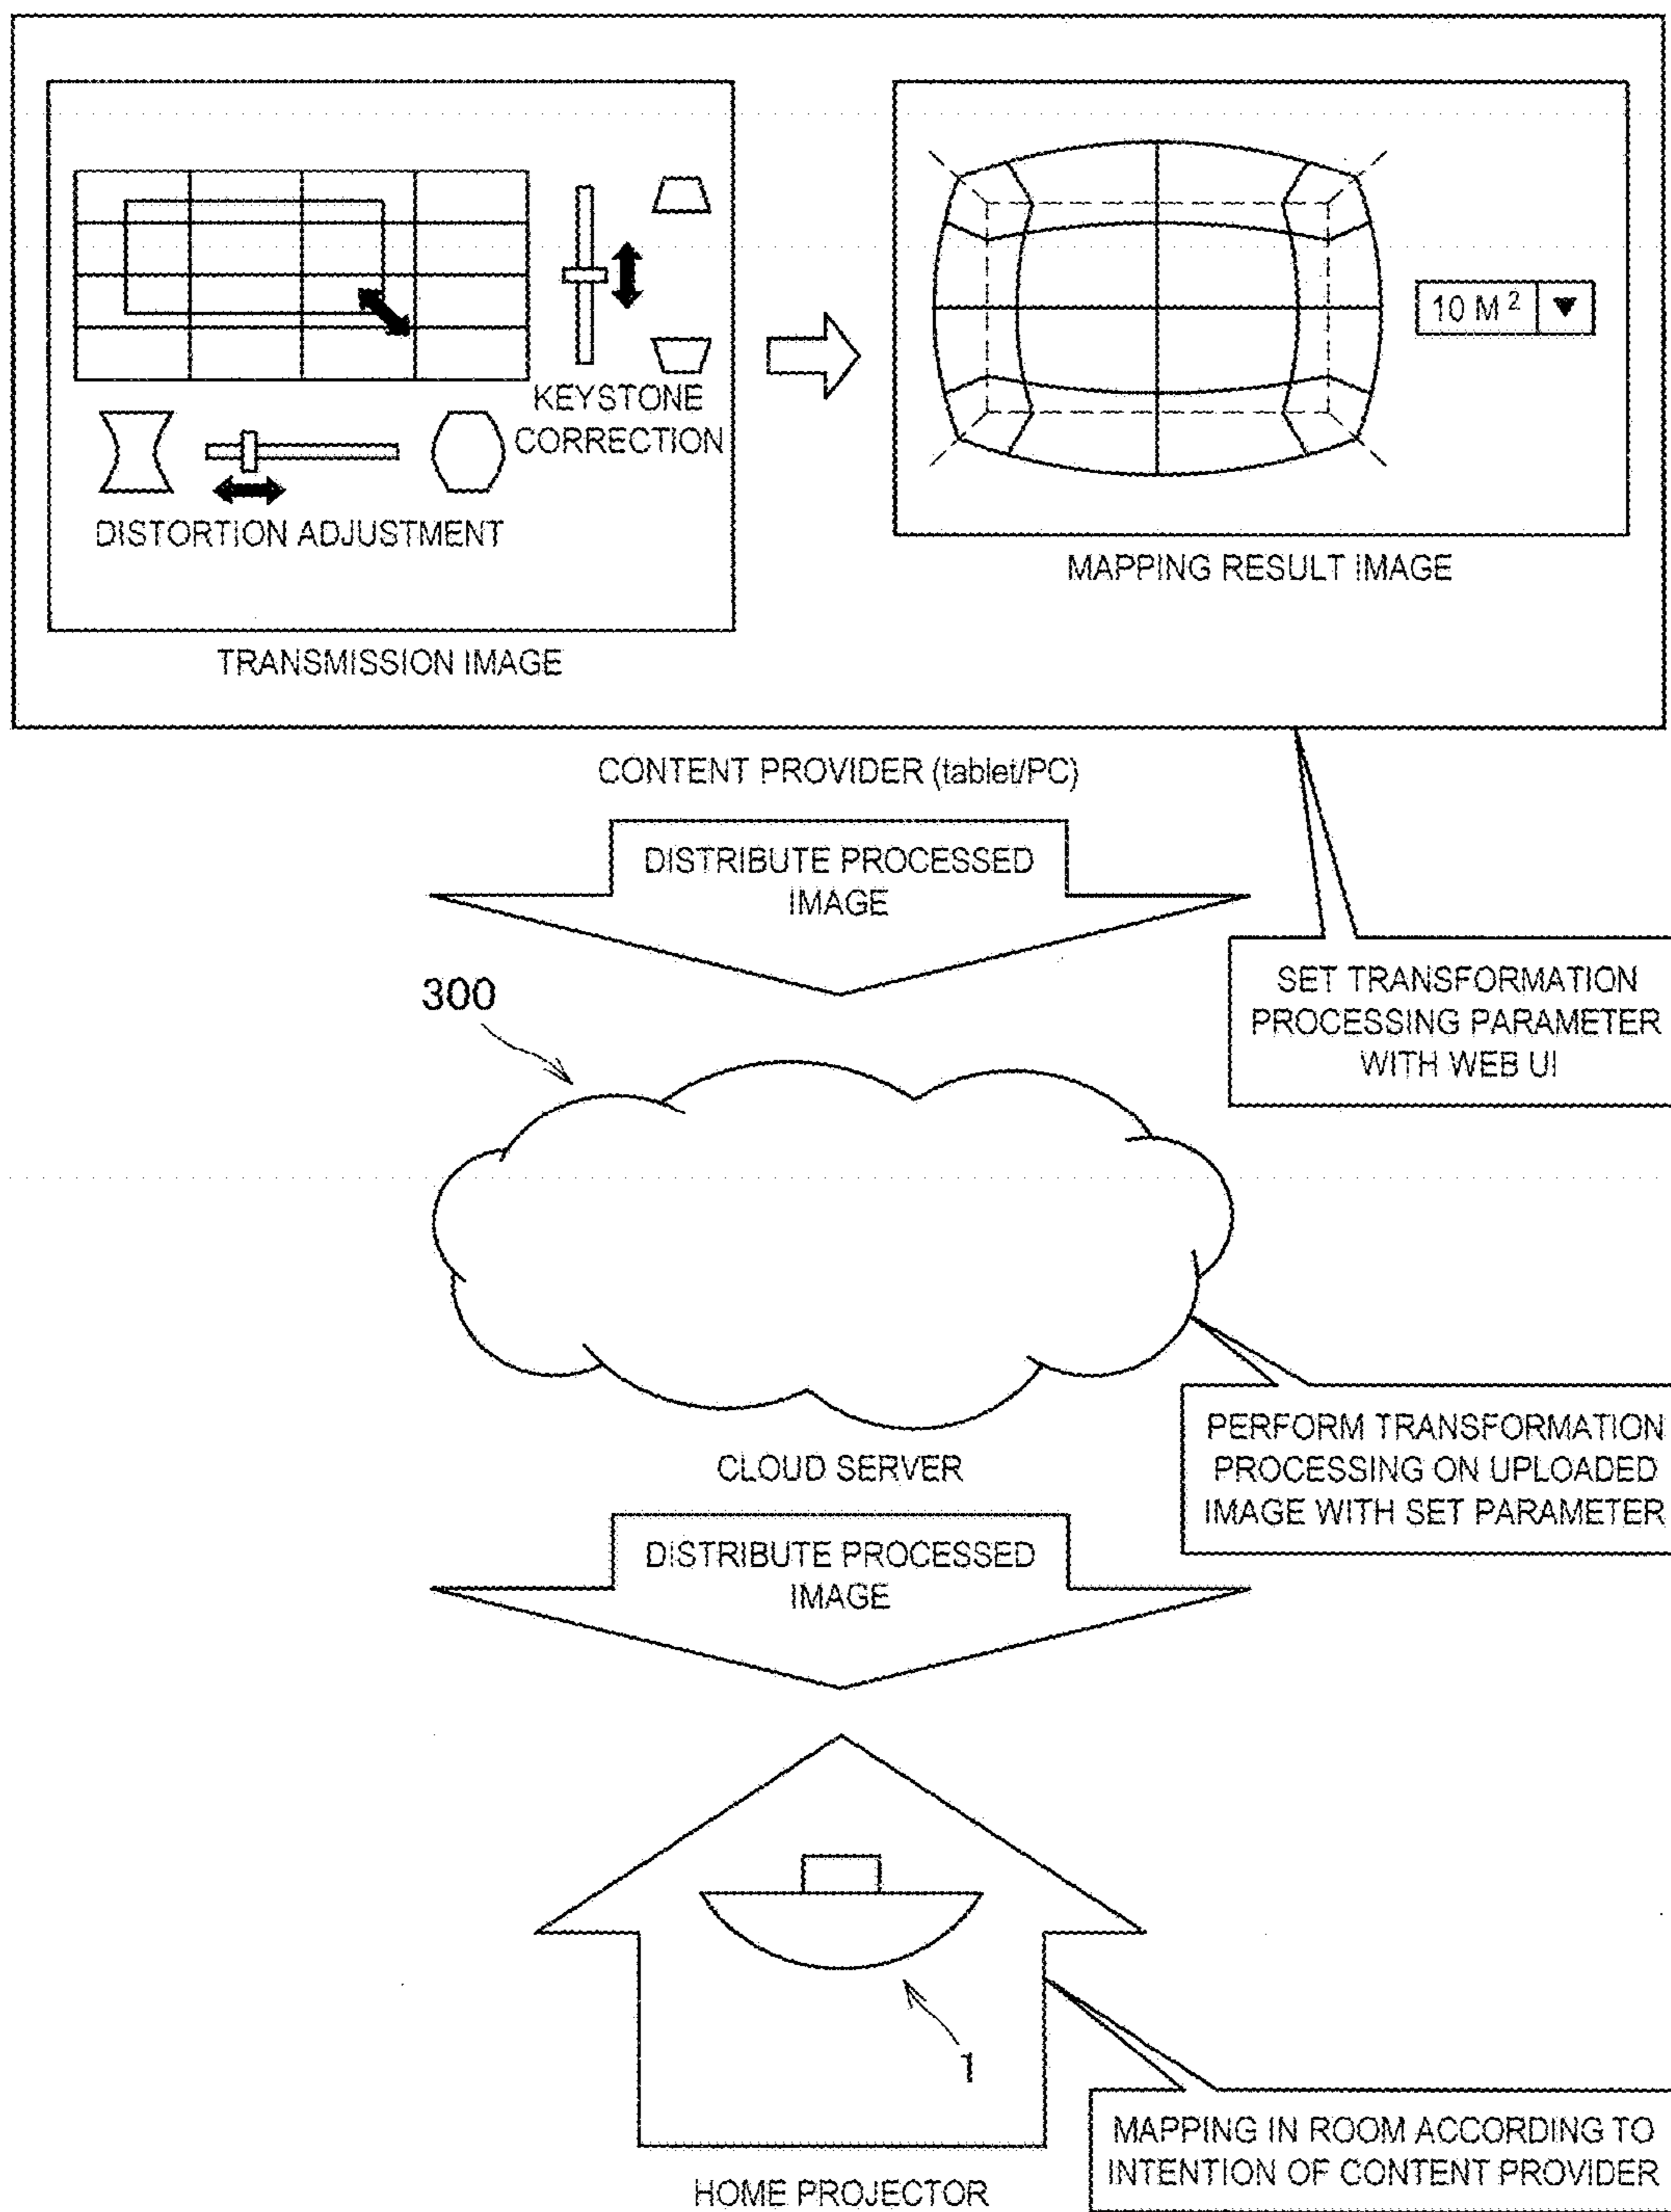 KEYSTONE
CORRECTION
DISTORTION ADJUSTMENT
TRANSMISSION IMAGE
10 M²
MAPPING RESULT IMAGE
CONTENT PROVIDER (tablet/PC)
DISTRIBUTE PROCESSED
IMAGE
SET TRANSFORMATION
PROCESSING PARAMETER
WITH WEB UI
300
CLOUD SERVER
PERFORM TRANSFORMATION
PROCESSING ON UPLOADED
IMAGE WITH SET PARAMETER
DISTRIBUTE PROCESSED
IMAGE
1
MAPPING IN ROOM ACCORDING TO
INTENTION OF CONTENT PROVIDER
HOME PROJECTOR